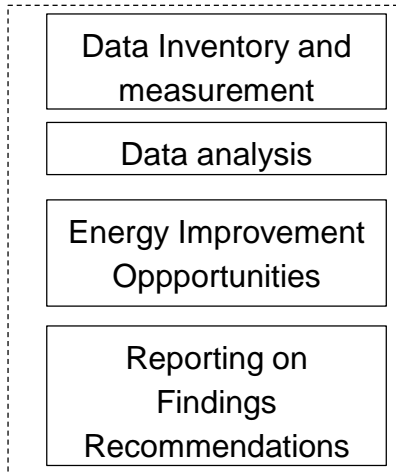 Data Inventory and
measurement
Data analysis
Energy Improvement
Oppportunities
Reporting on
Findings
Recommendations